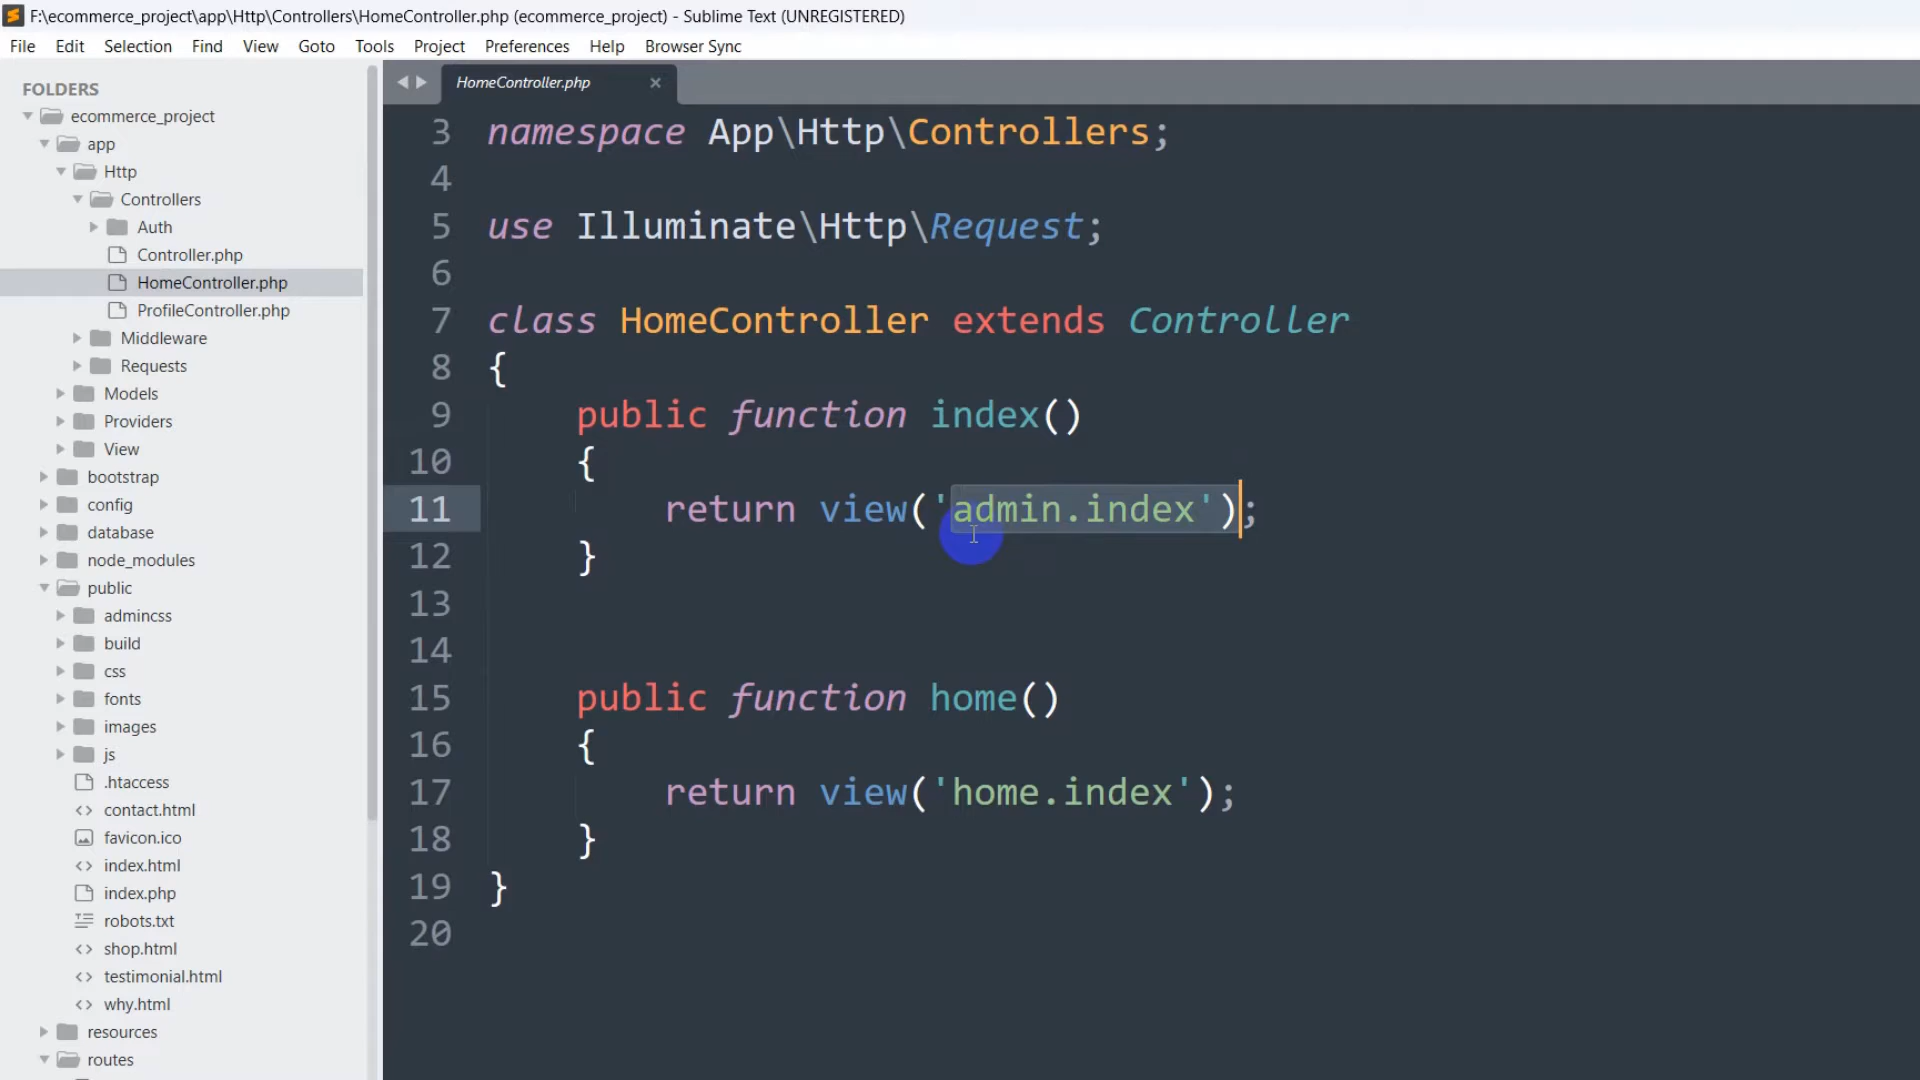 F:\ecommerce_project\app\Http\Controllers\HomeController.php (ecommerce_project) - Sublime Text (UNREGISTERED)
File Edit Selection Find View Goto Tools Project Preferences Help Browser Sync
FOLDERS
ecommerce_project
app
Http
Controllers
Auth
Controller.php
HomeController.php
ProfileController.php
Middleware
Requests
Models
Providers
View
bootstrap
config
database
node_modules
public
admincss
build
css
fonts
images
js
.htaccess
contact.html
favicon.ico
index.html
index.php
robots.txt
shop.html
testimonial.html
why.html
resources
routes
HomeController.php
3 namespace App\Http\Controllers;
4
5 use Illuminate\Http\Request;
6
7 class HomeController extends Controller
8 {
9 public function index()
10 {
11 return view('admin.index');
12 }
13
14
15 public function home()
16 {
17 return view('home.index');
18 }
19 }
20